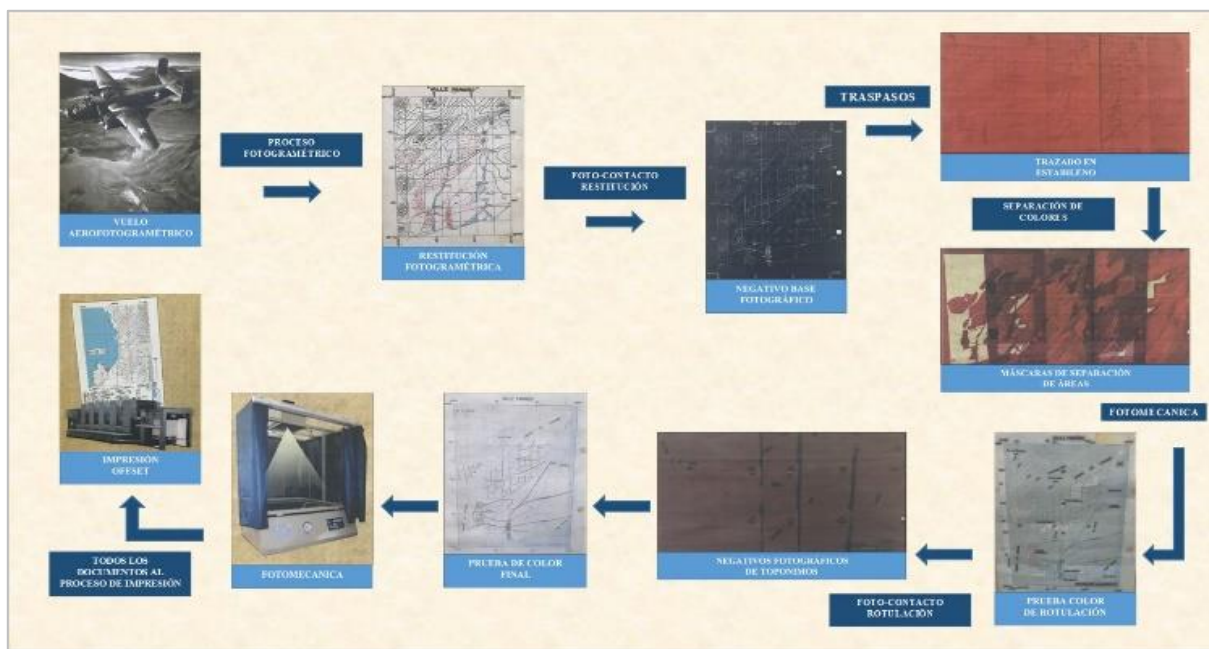 VUELO
AEROFOTOGRAMÉTRICO
PROCESO
FOTOGRAMÉTRICO
"VALLE
RESTITUCIÓN
FOTOGRAMÉTRICA
FOTO-CONTACTO
RESTITUCIÓN
NEGATIVO BASE
FOTOGRÁFICO
TRASPASOS
TRAZADO EN
ESTABILENO
SEPARACIÓN DE
COLORES
MÁSCARAS DE SEPARACIÓN
DE ÁREAS
FOTOMECANICA
PRUEBA COLOR
DE ROTULACIÓN
FOTO-CONTACTO
ROTULACIÓN
NEGATIVOS FOTOGRÁFICOS
DE TOPONIMOS
PRUEBA DE COLOR
FINAL
FOTOMECANICA
TODOS LOS
DOCUMENTOS AL
PROCESO DE IMPRESIÓN
IMPRESIÓN
OFFSET